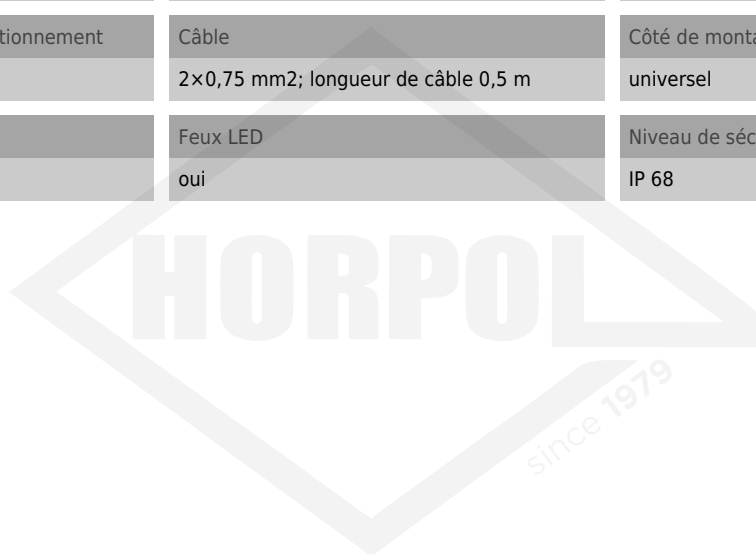 tionnement Câble Côté de monta
2×0,75 mm2; longueur de câble 0,5 m universel
Feux LED Niveau de séc
oui IP 68
HORPOL
since 1979